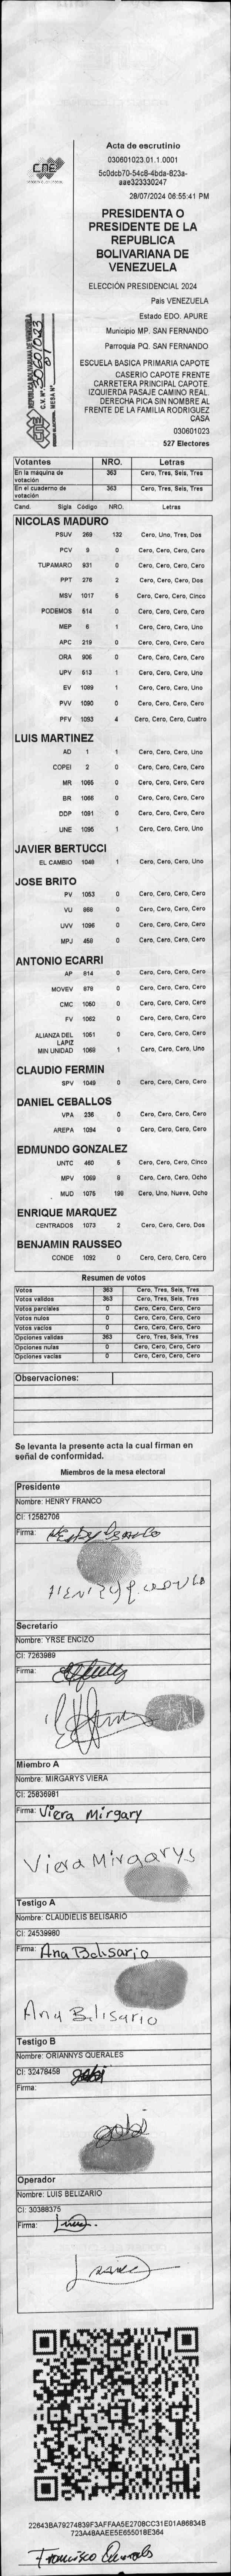 Acta de escrutinio
030601023.01.1.0001
5c0dcb70-54c6-4bda-823a-
aae323330247
28/07/2024 06:55:41 PM
PRESIDENTA O
PRESIDENTE DE LA
REPUBLICA
BOLIVARIANA DE
VENEZUELA
ELECCIÓN PRESIDENCIAL 2024
País VENEZUELA
Estado EDO. APURE
Municipio MP. SAN FERNANDO
Parroquia PQ. SAN FERNANDO
ESCUELA BASICA PRIMARIA CAPOTE
CASERIO CAPOTE FRENTE
CARRETERA PRINCIPAL CAPOTE.
IZQUIERDA PASAJE CAMINO REAL.
DERECHA PICA SIN NOMBRE AL
FRENTE DE LA FAMILIA RODRIGUEZ
CASA
030601023
527 Electores
CNE
REPUBLICA BOLIVARIANA DE VENEZUELA
C.V. Nº: 30601023
MESA Nº: 01
Votantes NRO. Letras
En la maquina de votación 363 Cero, Tres, Seis, Tres
En el cuaderno de votación 363 Cero, Tres, Seis, Tres
Cand. Sigla Código NRO. Letras
NICOLAS MADURO
PSUV 269 132 Cero, Uno, Tres, Dos
PCV 9 0 Cero, Cero, Cero, Cero
TUPAMARO 931 0 Cero, Cero, Cero, Cero
PPT 276 2 Cero, Cero, Cero, Dos
MSV 1017 5 Cero, Cero, Cero, Cinco
PODEMOS 514 0 Cero, Cero, Cero, Cero
MEP 6 1 Cero, Cero, Cero, Uno
APC 219 0 Cero, Cero, Cero, Cero
ORA 906 0 Cero, Cero, Cero, Cero
UPV 513 1 Cero, Cero, Cero, Uno
EV 1089 1 Cero, Cero, Cero, Uno
PVV 1090 0 Cero, Cero, Cero, Cero
PFV 1093 4 Cero, Cero, Cero, Cuatro
LUIS MARTINEZ
AD 1 1 Cero, Cero, Cero, Uno
COPEI 2 0 Cero, Cero, Cero, Cero
MR 1065 0 Cero, Cero, Cero, Cero
BR 1066 0 Cero, Cero, Cero, Cero
DDP 1091 0 Cero, Cero, Cero, Cero
UNE 1095 1 Cero, Cero, Cero, Uno
JAVIER BERTUCCI
EL CAMBIO 1048 1 Cero, Cero, Cero, Uno
JOSE BRITO
PV 1053 0 Cero, Cero, Cero, Cero
VU 868 0 Cero, Cero, Cero, Cero
UVV 1096 0 Cero, Cero, Cero, Cero
MPJ 458 0 Cero, Cero, Cero, Cero
ANTONIO ECARRI
AP 814 0 Cero, Cero, Cero, Cero
MOVEV 878 0 Cero, Cero, Cero, Cero
CMC 1060 0 Cero, Cero, Cero, Cero
FV 1062 0 Cero, Cero, Cero, Cero
ALIANZA DEL LAPIZ 1051 0 Cero, Cero, Cero, Cero
MIN UNIDAD 1068 1 Cero, Cero, Cero, Uno
CLAUDIO FERMIN
SPV 1049 0 Cero, Cero, Cero, Cero
DANIEL CEBALLOS
VPA 236 0 Cero, Cero, Cero, Cero
AREPA 1094 0 Cero, Cero, Cero, Cero
EDMUNDO GONZALEZ
UNTC 460 5 Cero, Cero, Cero, Cinco
MPV 1069 8 Cero, Cero, Cero, Ocho
MUD 1075 198 Cero, Uno, Nueve, Ocho
ENRIQUE MARQUEZ
CENTRADOS 1073 2 Cero, Cero, Cero, Dos
BENJAMIN RAUSSEO
CONDE 1092 0 Cero, Cero, Cero, Cero
Resumen de votos
Votos 363 Cero, Tres, Seis, Tres
Votos validos 363 Cero, Tres, Seis, Tres
Votos parciales 0 Cero, Cero, Cero, Cero
Votos nulos 0 Cero, Cero, Cero, Cero
Votos vacíos 0 Cero, Cero, Cero, Cero
Opciones validas 363 Cero, Tres, Seis, Tres
Opciones nulas 0 Cero, Cero, Cero, Cero
Opciones vacías 0 Cero, Cero, Cero, Cero
Observaciones:
Se levanta la presente acta la cual firman en
señal de conformidad.
Miembros de la mesa electoral
Presidente
Nombre: HENRY FRANCO
CI: 12582706
Firma:
Secretario
Nombre: YRSE ENCIZO
CI: 7263989
Firma:
Miembro A
Nombre: MIRGARYS VIERA
CI: 25836981
Firma: Viera Mirgary
Viera Mirgarys
Testigo A
Nombre: CLAUDIELIS BELISARIO
CI: 24539980
Firma: Ana Belisario
Ana Belisario
Testigo B
Nombre: ORIANNYS QUERALES
CI: 32478458
Firma: gabi
gabi
Operador
Nombre: LUIS BELIZARIO
CI: 30388375
Firma:
22643BA79274839F3AFFAA5E2708CC31E01A86834B
723A48AAEE5E655018E364
Francisco